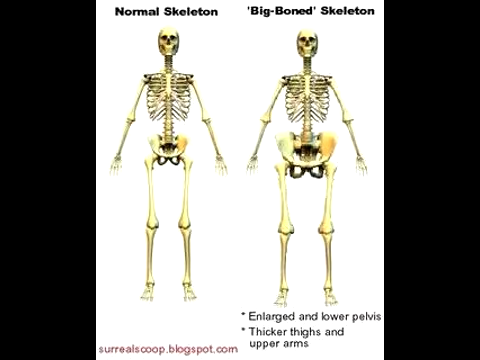 Normal Skeleton
'Big-Boned' Skeleton
* Enlarged and lower pelvis
* Thicker thighs and
upper arms
surrealscoop.blogspot.com